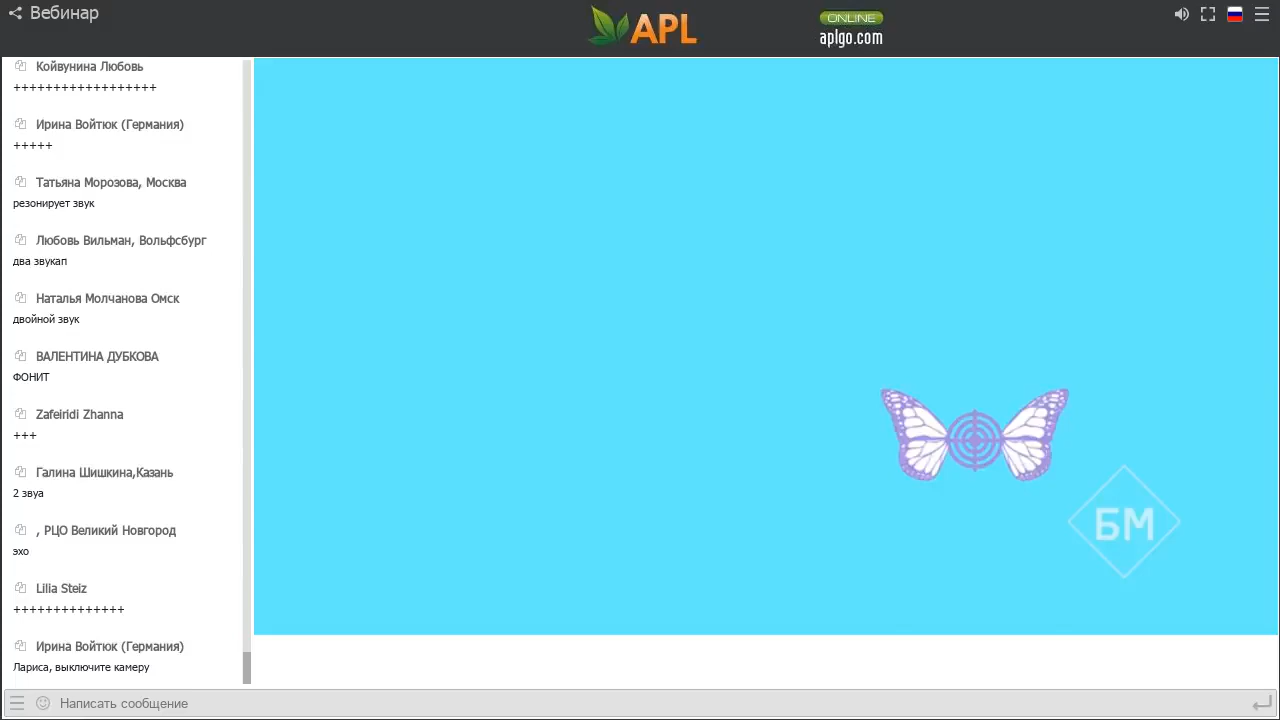 Вебинар
APL
ONLINE
aplgo.com
Койвунина Любовь
++++++++++++++++++
Ирина Войтюк (Германия)
+++++
Татьяна Морозова, Москва
резонирует звук
Любовь Вильман, Вольфсбург
два звукап
Наталья Молчанова Омск
двойной звук
ВАЛЕНТИНА ДУБКОВА
ФОНИТ
Zafeiridi Zhanna
+++
Галина Шишкина,Казань
2 звуа
, РЦО Великий Новгород
эхо
Lilia Steiz
++++++++++++++
Ирина Войтюк (Германия)
Лариса, выключите камеру
БМ
Написать сообщение